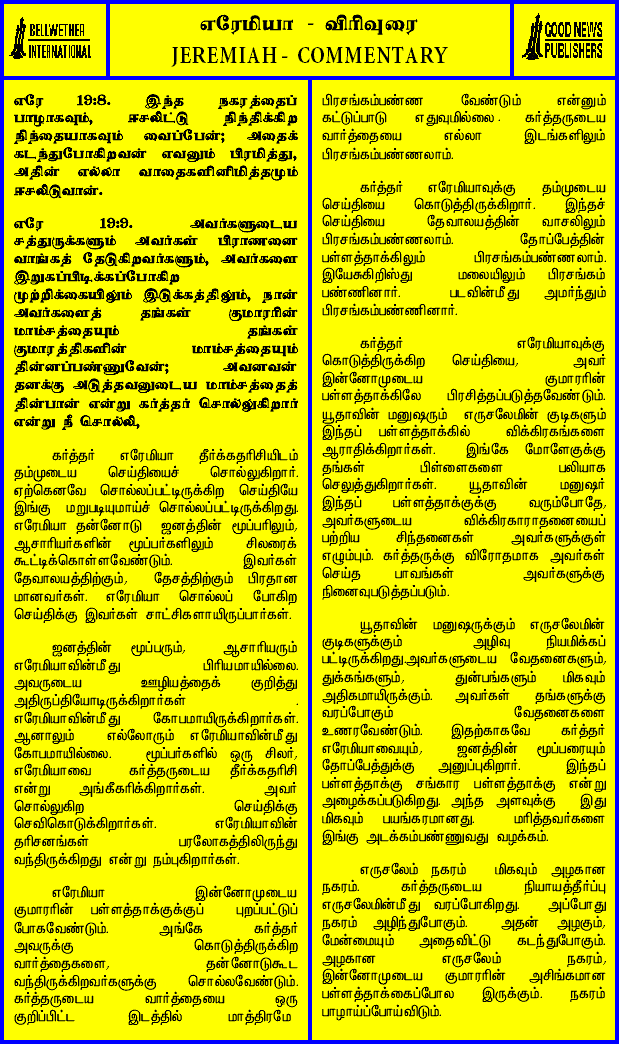 BELLWETHER
INTERNATIONAL
எரேமியா - விரிவுரை
JEREMIAH - COMMENTARY
GOOD NEWS
PUBLISHERS
எரே 19:8. இந்த நகரத்தைப்
பாழாகவும், ஈசலிட்டு நிந்திக்கிற
நிந்தையாகவும் வைப்பேன்; அதைக்
கடந்துபோகிறவன் எவனும் பிரமித்து,
அதின் எல்லா வாதைகளினிமித்தமும்
ஈசலிடுவான்.
எரே 19:9. அவர்களுடைய
சத்துருக்களும் அவர்கள் பிராணனை
வாங்கத் தேடுகிறவர்களும், அவர்களை
இறுகப்பிடிக்கப்போகிற
முற்றிக்கையிலும் இடுக்கத்திலும், நான்
அவர்களைத் தங்கள் குமாரரின்
மாம்சத்தையும் தங்கள்
குமாரத்திகளின் மாம்சத்தையும்
தின்னப்பண்ணுவேன்; அவனவன்
தனக்கு அடுத்தவனுடைய மாம்சத்தைத்
தின்பான் என்று கர்த்தர் சொல்லுகிறார்
என்று நீ சொல்லி,
கர்த்தர் எரேமியா தீர்க்கதரிசியிடம்
தம்முடைய செய்தியைச் சொல்லுகிறார்.
ஏற்கெனவே சொல்லப்பட்டிருக்கிற செய்தியே
இங்கு மறுபடியுமாய்ச் சொல்லப்பட்டிருக்கிறது.
எரேமியா தன்னோடு ஜனத்தின் மூப்பரிலும்,
ஆசாரியர்களின் மூப்பர்களிலும் சிலரைக்
கூட்டிக்கொள்ளவேண்டும். இவர்கள்
தேவாலயத்திற்கும், தேசத்திற்கும் பிரதான
மானவர்கள். எரேமியா சொல்லப் போகிற
செய்திக்கு இவர்கள் சாட்சிகளாயிருப்பார்கள்.
ஜனத்தின் மூப்பரும், ஆசாரியரும்
எரேமியாவின்மீது பிரியமாயில்லை.
அவருடைய ஊழியத்தைக் குறித்து
அதிருப்தியோடிருக்கிறார்கள் .
எரேமியாவின்மீது கோபமாயிருக்கிறார்கள்.
ஆனாலும் எல்லோரும் எரேமியாவின்மீது
கோபமாயில்லை. மூப்பர்களில் ஒரு சிலர்,
எரேமியாவை கர்த்தருடைய தீர்க்கதரிசி
என்று அங்கீகரிக்கிறார்கள். அவர்
சொல்லுகிற செய்திக்கு
செவிகொடுக்கிறார்கள். எரேமியாவின்
தரிசனங்கள் பரலோகத்திலிருந்து
வந்திருக்கிறது என்று நம்புகிறார்கள்.
எரேமியா இன்னோமுடைய
குமாரரின் பள்ளத்தாக்குக்குப் புறப்பட்டுப்
போகவேண்டும். அங்கே கர்த்தர்
அவருக்கு கொடுத்திருக்கிற
வார்த்தைகளை, தன்னோடுகூட
வந்திருக்கிறவர்களுக்கு சொல்லவேண்டும்.
கர்த்தருடைய வார்த்தையை ஒரு
குறிப்பிட்ட இடத்தில் மாத்திரமே
பிரசங்கம்பண்ண வேண்டும் என்னும்
கட்டுப்பாடு எதுவுமில்லை. கர்த்தருடைய
வார்த்தையை எல்லா இடங்களிலும்
பிரசங்கம்பண்ணலாம்.
கர்த்தர் எரேமியாவுக்கு தம்முடைய
செய்தியை கொடுத்திருக்கிறார். இந்தச்
செய்தியை தேவாலயத்தின் வாசலிலும்
பிரசங்கம்பண்ணலாம். தோப்பேத்தின்
பள்ளத்தாக்கிலும் பிரசங்கம்பண்ணலாம்.
இயேசுகிறிஸ்து மலையிலும் பிரசங்கம்
பண்ணினார். படவின்மீது அமர்ந்தும்
பிரசங்கம்பண்ணினார்.
கர்த்தர் எரேமியாவுக்கு
கொடுத்திருக்கிற செய்தியை, அவர்
இன்னோமுடைய குமாரரின்
பள்ளத்தாக்கிலே பிரசித்தப்படுத்தவேண்டும்.
யூதாவின் மனுஷரும் எருசலேமின் குடிகளும்
இந்தப் பள்ளத்தாக்கில் விக்கிரகங்களை
ஆராதிக்கிறார்கள். இங்கே மோளேகுக்கு
தங்கள் பிள்ளைகளை பலியாக
செலுத்துகிறார்கள். யூதாவின் மனுஷர்
இந்தப் பள்ளத்தாக்குக்கு வரும்போதே,
அவர்களுடைய விக்கிரகாராதனையைப்
பற்றிய சிந்தனைகள் அவர்களுக்குள்
எழும்பும். கர்த்தருக்கு விரோதமாக அவர்கள்
செய்த பாவங்கள் அவர்களுக்கு
நினைவுபடுத்தப்படும்.
யூதாவின் மனுஷருக்கும் எருசலேமின்
குடிகளுக்கும் அழிவு நியமிக்கப்
பட்டிருக்கிறது.அவர்களுடைய வேதனைகளும்,
துக்கங்களும், துன்பங்களும் மிகவும்
அதிகமாயிருக்கும். அவர்கள் தங்களுக்கு
வரப்போகும் வேதனைகளை
உணரவேண்டும். இதற்காகவே கர்த்தர்
எரேமியாவையும், ஜனத்தின் மூப்பரையும்
தோப்பேத்துக்கு அனுப்புகிறார். இந்தப்
பள்ளத்தாக்கு சங்கார பள்ளத்தாக்கு என்று
அழைக்கப்படுகிறது. அந்த அளவுக்கு இது
மிகவும் பயங்கரமானது. மரித்தவர்களை
இங்கு அடக்கம்பண்ணுவது வழக்கம்.
எருசலேம் நகரம் மிகவும் அழகான
நகரம். கர்த்தருடைய நியாயத்தீர்ப்பு
எருசலேமின்மீது வரப்போகிறது. அப்போது
நகரம் அழிந்துபோகும். அதன் அழகும்,
மேன்மையும் அதைவிட்டு கடந்துபோகும்.
அழகான எருசலேம் நகரம்,
இன்னோமுடைய குமாரரின் அசிங்கமான
பள்ளத்தாக்கைப்போல இருக்கும். நகரம்
பாழாய்ப்போய்விடும்.